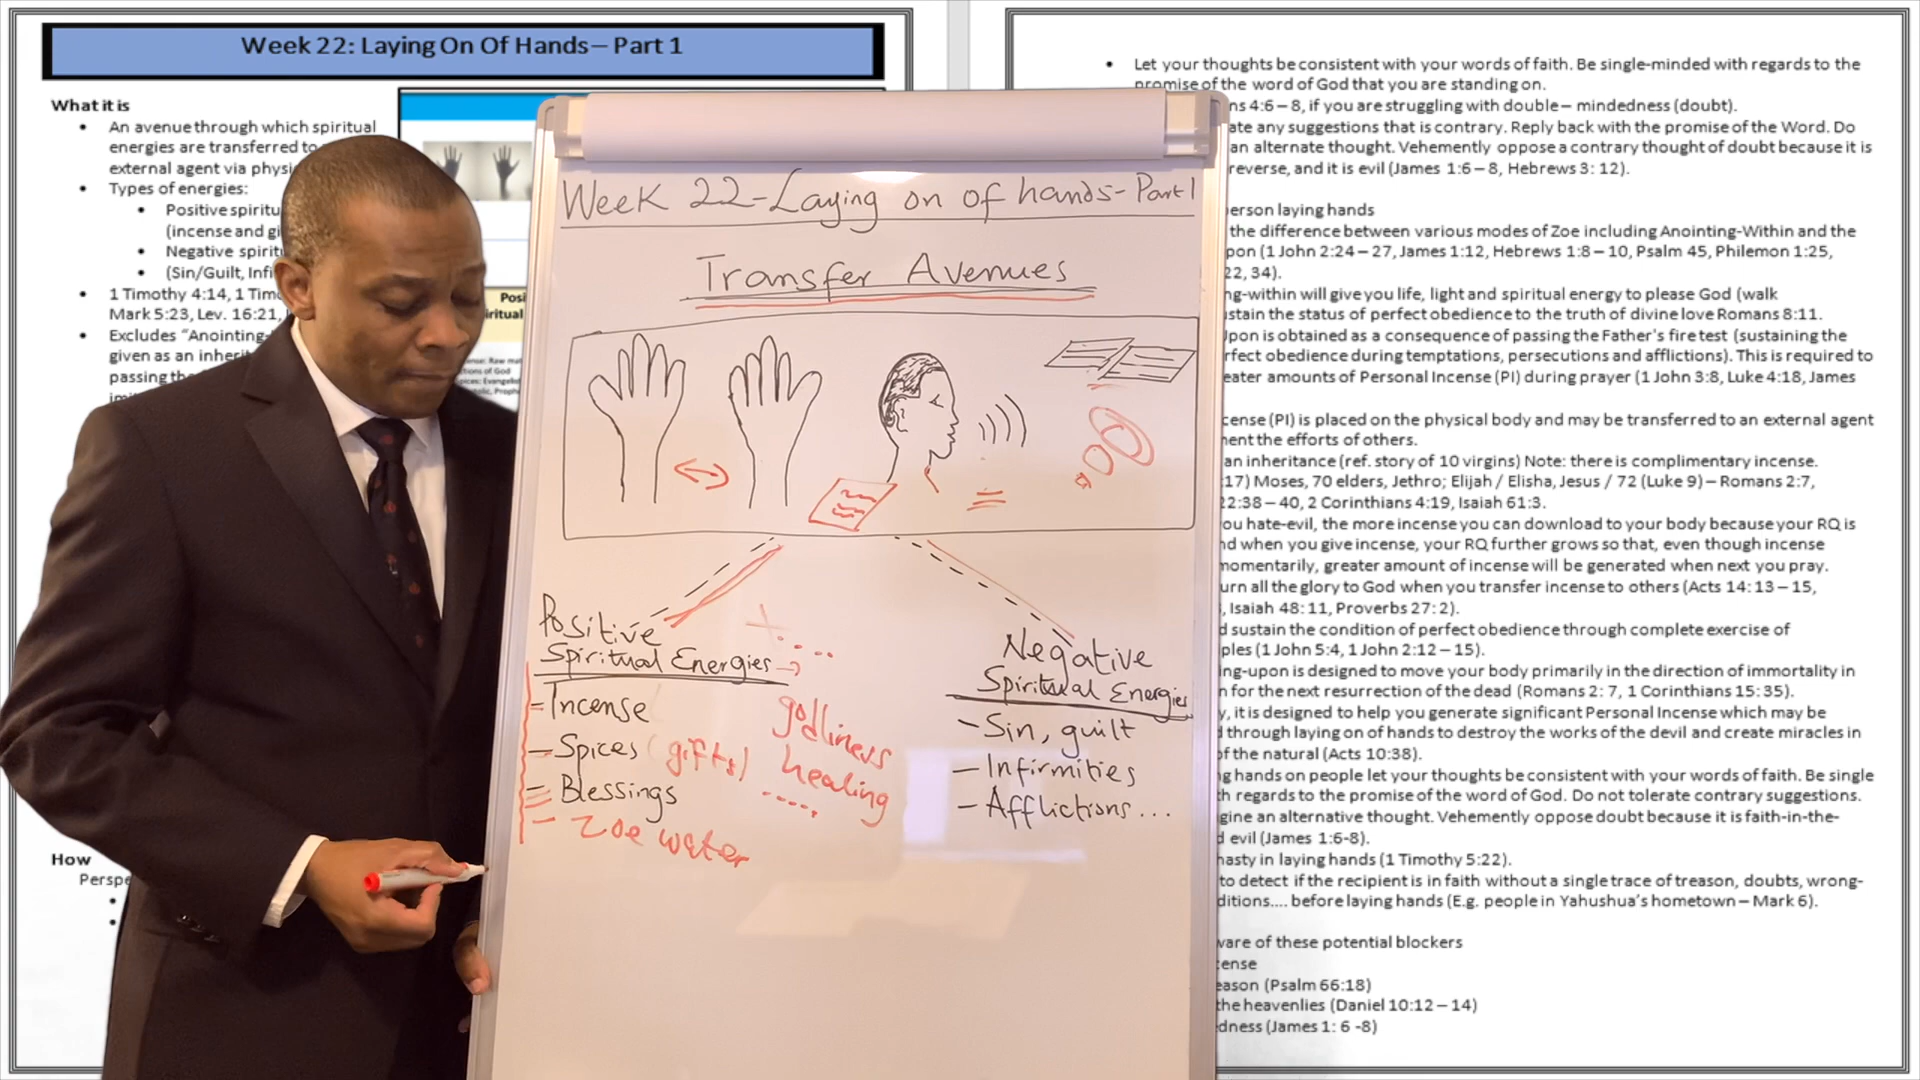 Week 22: Laying On Of Hands – Part 1
What it is
• An avenue through which spiritual
energies are transferred to
external agent via physi
• Types of energies:
• Positive spiritu
(incense and gi
• Negative spirit
• (Sin/Guilt, Infi
• 1 Timothy 4:14, 1 Timo
Mark 5:23, Lev. 16:21,
• Excludes “Anointing-
given as an inherit
passing the
How
Perspe
Posi
Week 22-Laying on of hands-Part 1
Transfer Avenues
Positive
Spiritual Energies
- Incense
- Spices (gifts)
- Blessings
- Zoe water
godliness
healing
Negative
Spiritual Energies
- Sin, guilt
- Infirmities
- Afflictions...
• Let your thoughts be consistent with your words of faith. Be single-minded with regards to the
promise of the word of God that you are standing on.
ns 4:6 – 8, if you are struggling with double – mindedness (doubt).
ate any suggestions that is contrary. Reply back with the promise of the Word. Do
an alternate thought. Vehemently oppose a contrary thought of doubt because it is
reverse, and it is evil (James 1:6 – 8, Hebrews 3: 12).
erson laying hands
the difference between various modes of Zoe including Anointing-Within and the
pon (1 John 2:24 – 27, James 1:12, Hebrews 1:8 – 10, Psalm 45, Philemon 1:25,
22, 34).
ng-within will give you life, light and spiritual energy to please God (walk
stain the status of perfect obedience to the truth of divine love Romans 8:11.
Upon is obtained as a consequence of passing the Father's fire test (sustaining the
rfect obedience during temptations, persecutions and afflictions). This is required to
eater amounts of Personal Incense (PI) during prayer (1 John 3:8, Luke 4:18, James
cense (PI) is placed on the physical body and may be transferred to an external agent
ent the efforts of others.
an inheritance (ref. story of 10 virgins) Note: there is complimentary incense.
:17) Moses, 70 elders, Jethro; Elijah / Elisha, Jesus / 72 (Luke 9) – Romans 2:7,
22:38 – 40, 2 Corinthians 4:19, Isaiah 61:3.
ou hate-evil, the more incense you can download to your body because your RQ is
d when you give incense, your RQ further grows so that, even though incense
momentarily, greater amount of incense will be generated when next you pray.
urn all the glory to God when you transfer incense to others (Acts 14: 13 – 15,
, Isaiah 48: 11, Proverbs 27: 2).
d sustain the condition of perfect obedience through complete exercise of
ples (1 John 5:4, 1 John 2:12 – 15).
ing-upon is designed to move your body primarily in the direction of immortality in
n for the next resurrection of the dead (Romans 2: 7, 1 Corinthians 15: 35).
y, it is designed to help you generate significant Personal Incense which may be
d through laying on of hands to destroy the works of the devil and create miracles in
of the natural (Acts 10:38).
g hands on people let your thoughts be consistent with your words of faith. Be single
h regards to the promise of the word of God. Do not tolerate contrary suggestions.
gine an alternative thought. Vehemently oppose doubt because it is faith-in-the-
d evil (James 1:6-8).
hasty in laying hands (1 Timothy 5:22).
to detect if the recipient is in faith without a single trace of treason, doubts, wrong-
ditions.... before laying hands (E.g. people in Yahushua's hometown – Mark 6).
ware of these potential blockers
ense
eason (Psalm 66:18)
the heavenlies (Daniel 10:12 – 14)
dness (James 1: 6 -8)